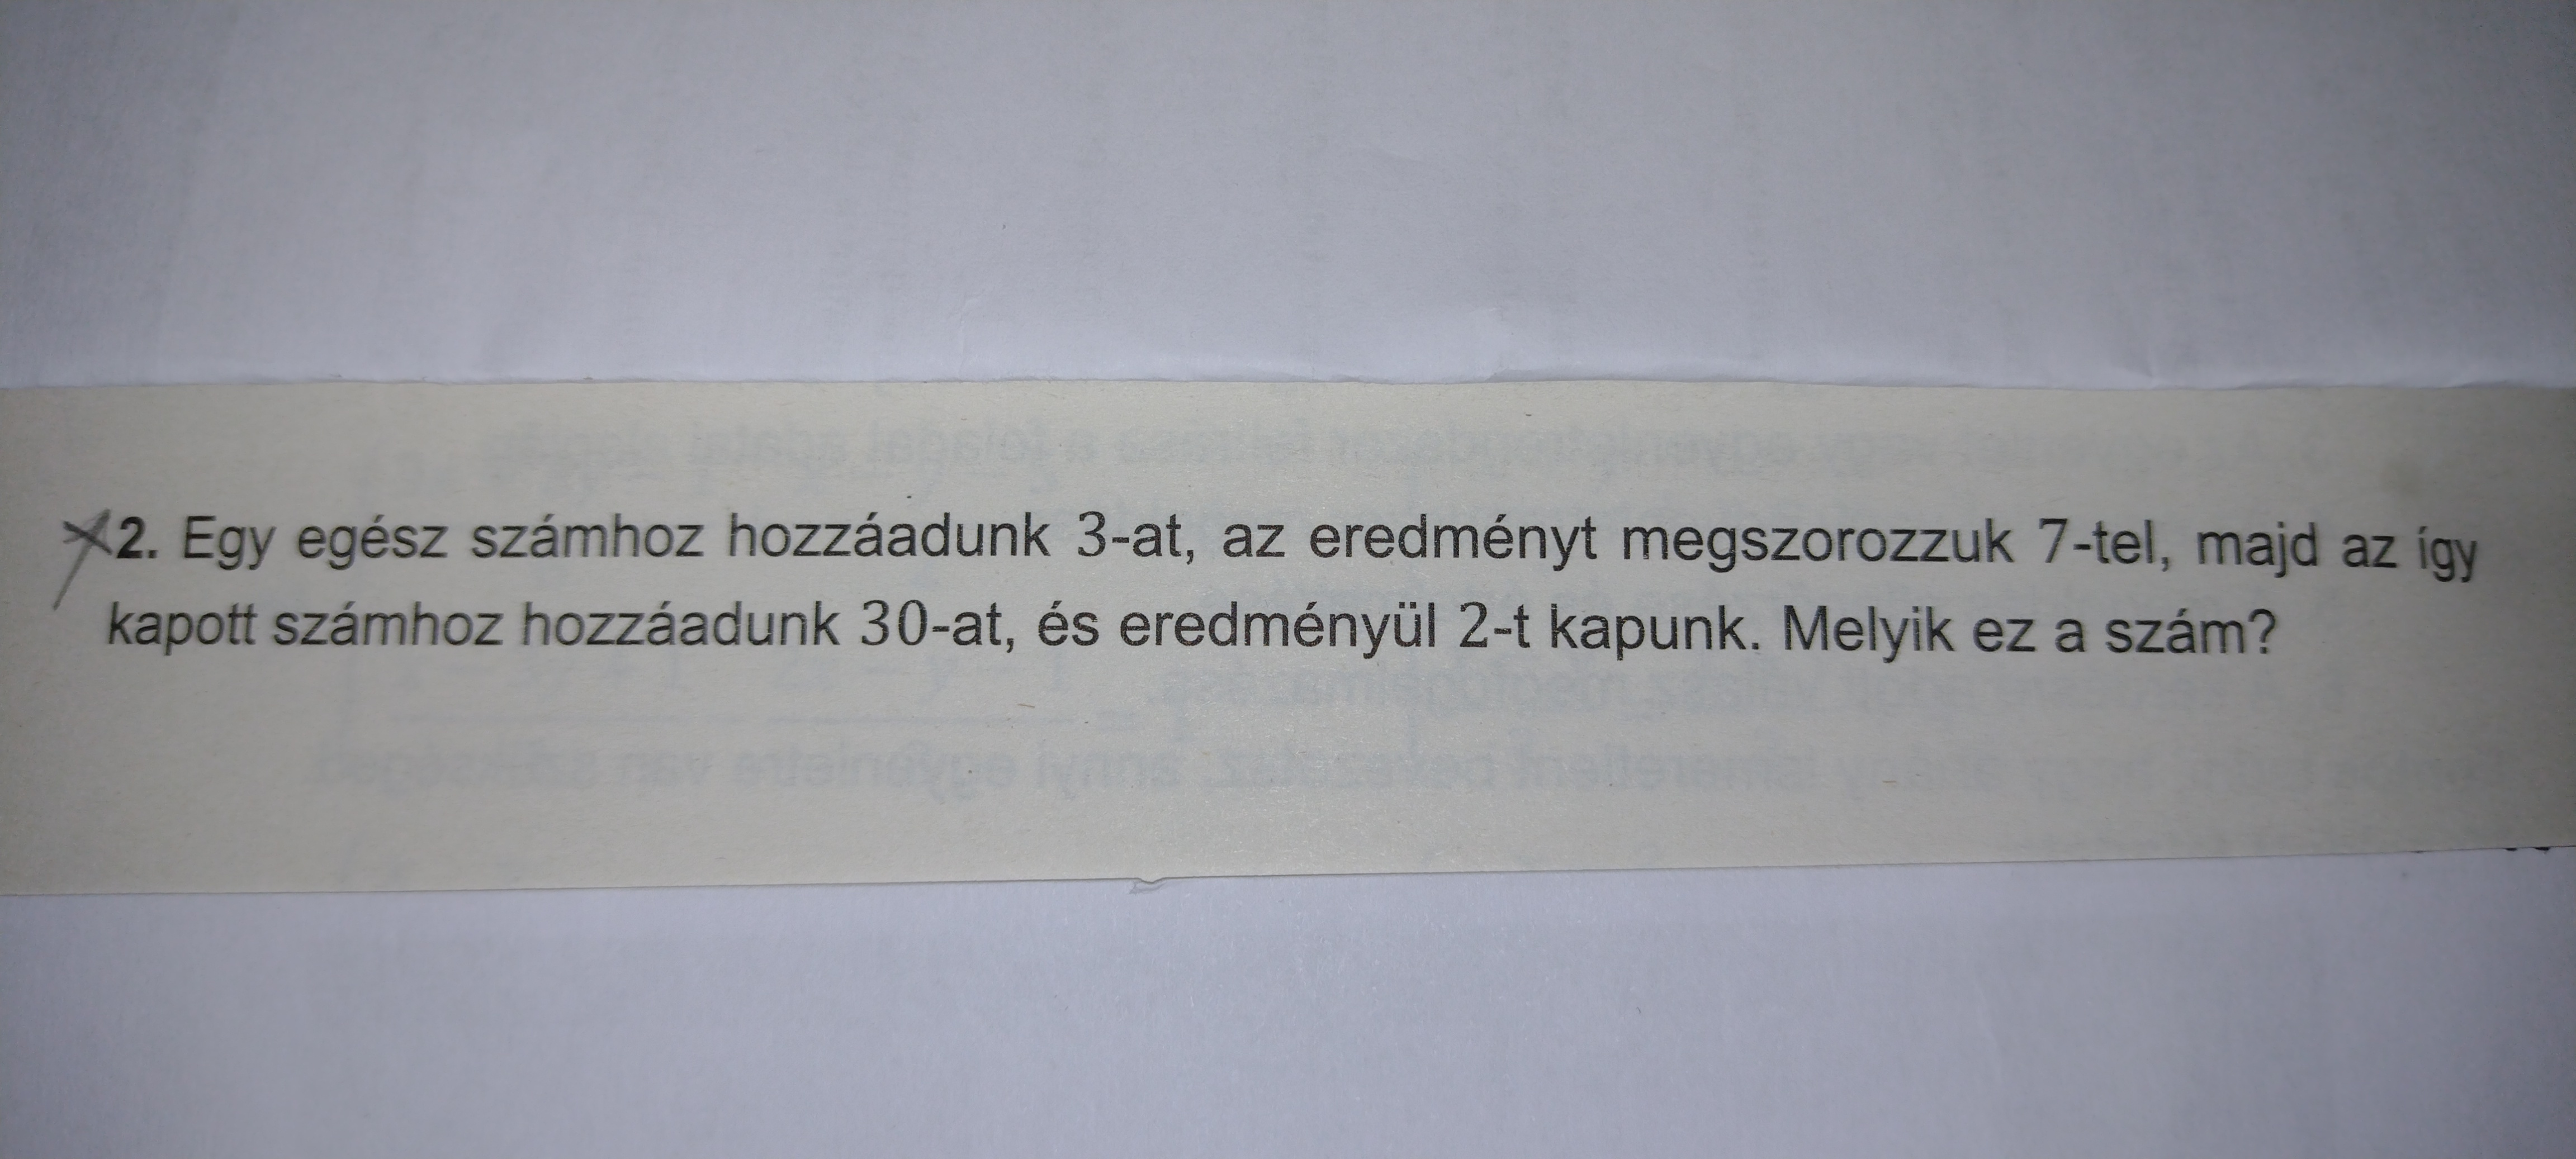 2. Egy egész számhoz hozzáadunk 3-at, az eredményt megszorozzuk 7-tel, majd az így
kapott számhoz hozzáadunk 30-at, és eredményül 2-t kapunk. Melyik ez a szám?